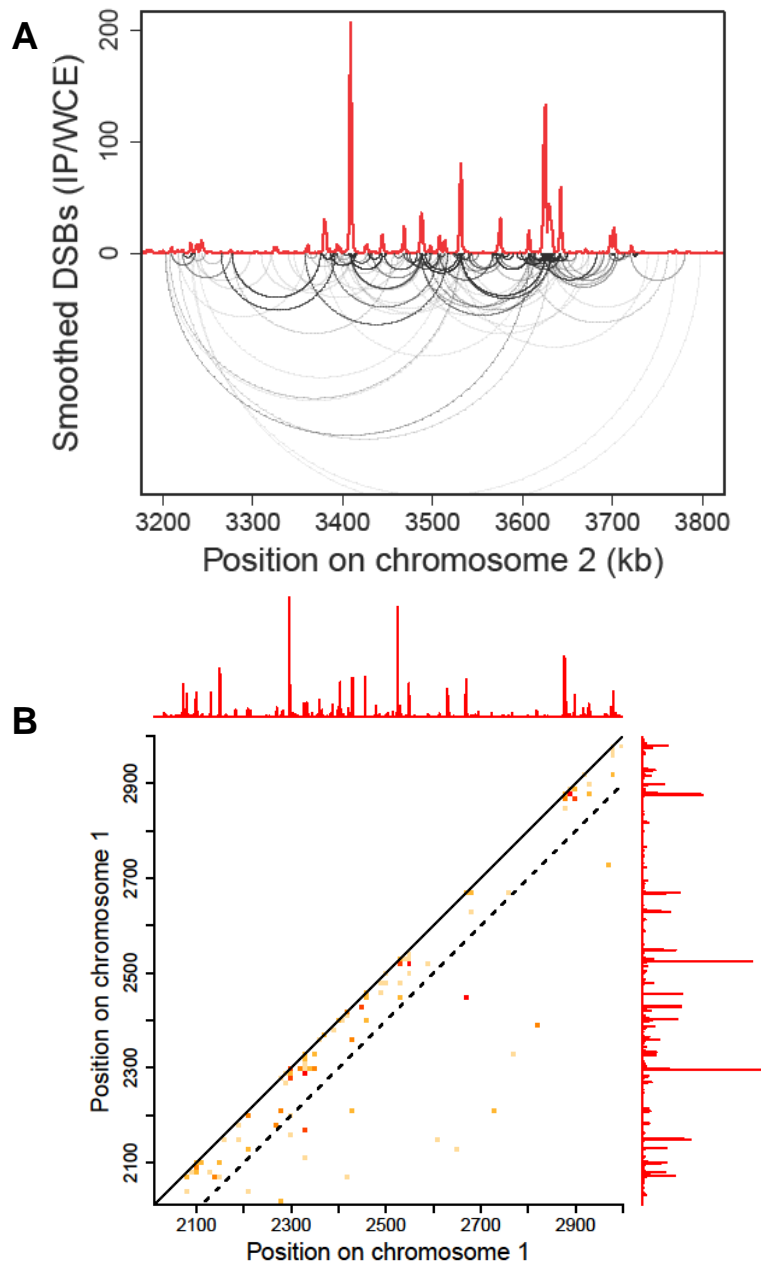 A
Smoothed DSBs (IP/WCE)
200
100
0
3200 3300 3400 3500 3600 3700 3800
Position on chromosome 2 (kb)
B
Position on chromosome 1
2900
2700
2500
2300
2100
2100 2300 2500 2700 2900
Position on chromosome 1